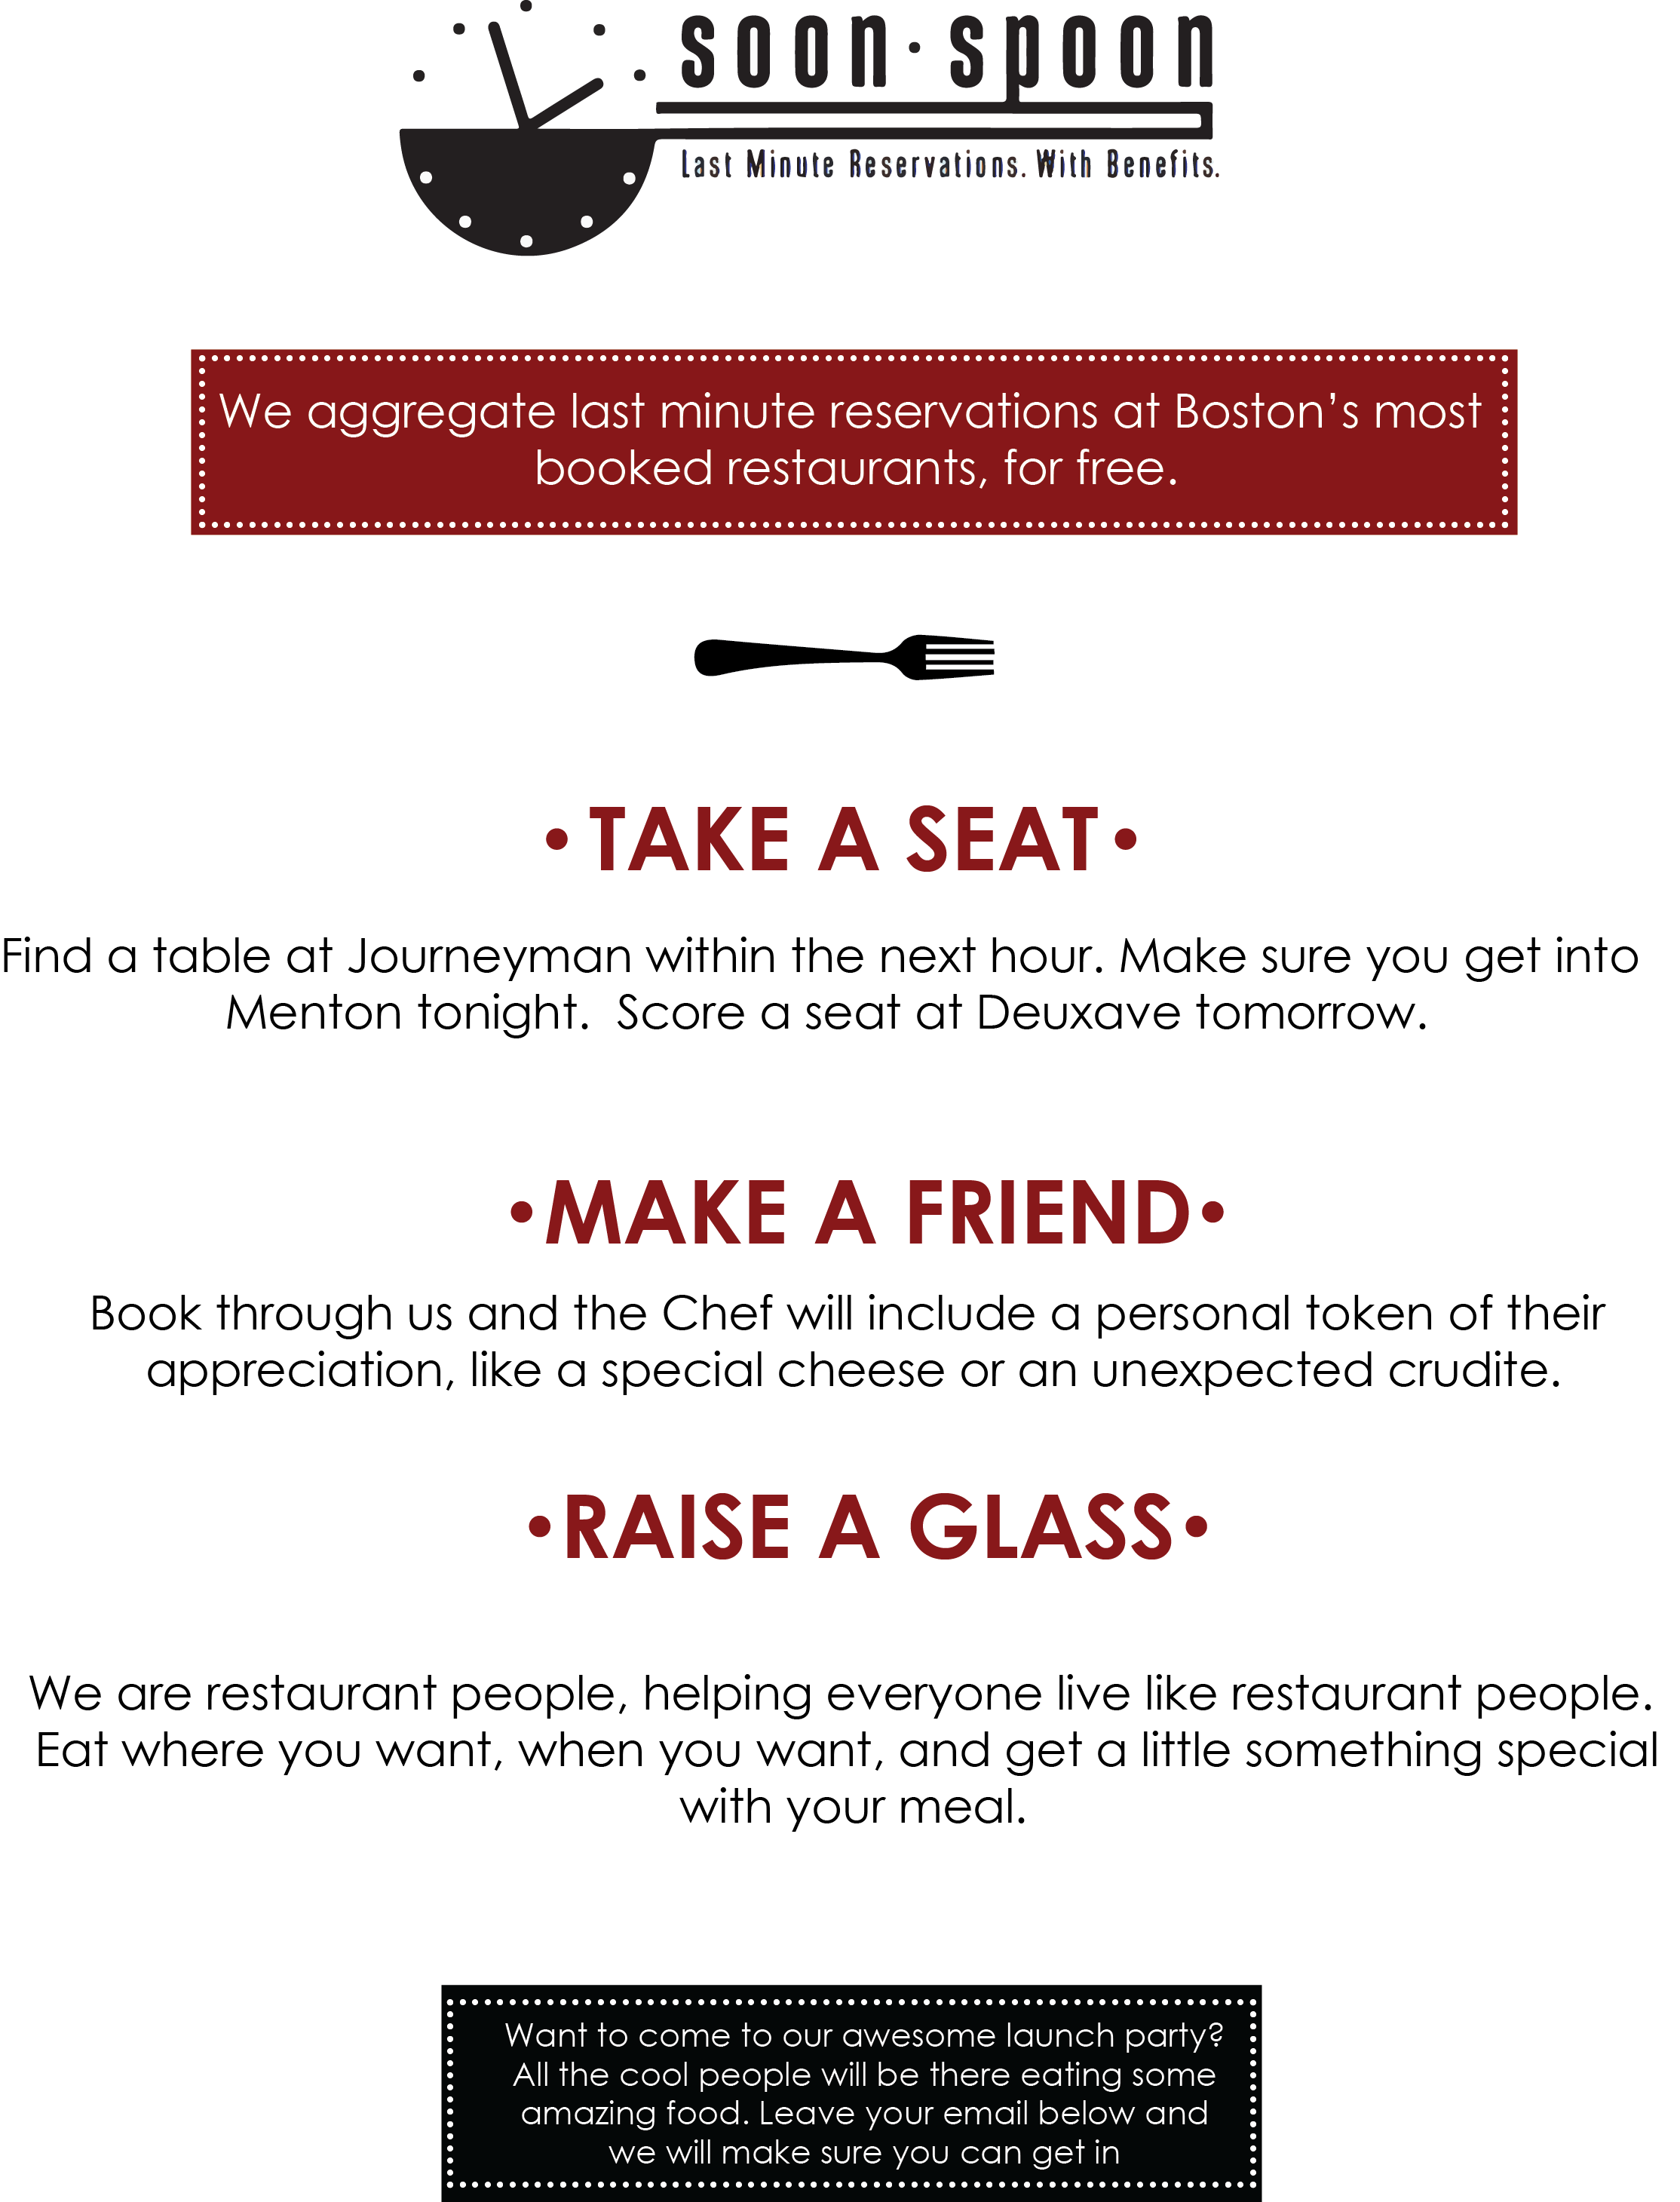 soon·spoon
Last Minute Reservations. With Benefits.
We aggregate last minute reservations at Boston’s most
booked restaurants, for free.
•TAKE A SEAT•
Find a table at Journeyman within the next hour. Make sure you get into
Menton tonight.  Score a seat at Deuxave tomorrow.
•MAKE A FRIEND•
Book through us and the Chef will include a personal token of their
appreciation, like a special cheese or an unexpected crudite.
•RAISE A GLASS•
We are restaurant people, helping everyone live like restaurant people.
Eat where you want, when you want, and get a little something special
with your meal.
Want to come to our awesome launch party?
All the cool people will be there eating some
amazing food. Leave your email below and
we will make sure you can get in